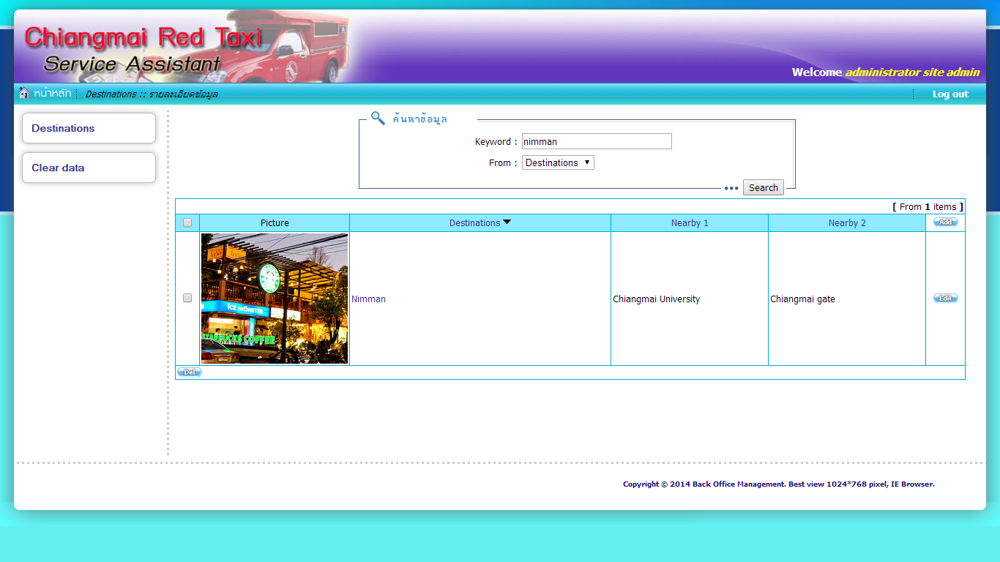 Chiangmai Red Taxi
Service Assistant
Welcome administrator site admin
หน้าหลัก Destinations :: รายละเอียดข้อมูล Log out
Destinations
Clear data
ค้นหาข้อมูล
Keyword : nimman
From : Destinations
Search
[ From 1 items ]
Picture Destinations Nearby 1 Nearby 2 Add
ICE MONSTER
STARBUCKS COFFEE
Nimman Chiangmai University Chiangmai gate Edit
Del
Copyright © 2014 Back Office Management. Best view 1024*768 pixel, IE Browser.